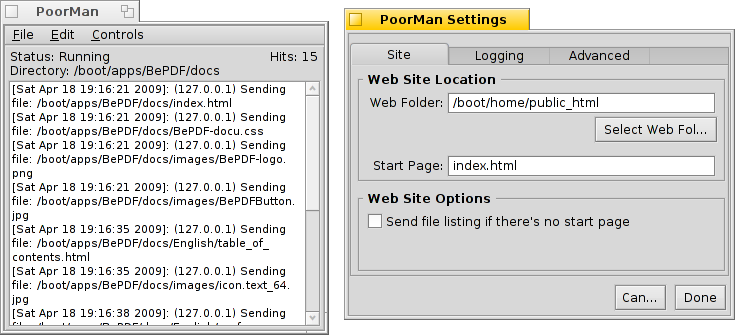 PoorMan
File Edit Controls
Status: Running Hits: 15
Directory: /boot/apps/BePDF/docs
[Sat Apr 18 19:16:21 2009]: (127.0.0.1) Sending
file: /boot/apps/BePDF/docs/index.html
[Sat Apr 18 19:16:21 2009]: (127.0.0.1) Sending
file: /boot/apps/BePDF/docs/BePDF-docu.css
[Sat Apr 18 19:16:21 2009]: (127.0.0.1) Sending
file: /boot/apps/BePDF/docs/images/BePDF-logo.
png
[Sat Apr 18 19:16:21 2009]: (127.0.0.1) Sending
file: /boot/apps/BePDF/docs/images/BePDFButton.
jpg
[Sat Apr 18 19:16:35 2009]: (127.0.0.1) Sending
file: /boot/apps/BePDF/docs/English/table_of_
contents.html
[Sat Apr 18 19:16:35 2009]: (127.0.0.1) Sending
file: /boot/apps/BePDF/docs/images/icon.text_64.
jpg
[Sat Apr 18 19:16:38 2009]: (127.0.0.1) Sending
PoorMan Settings
Site Logging Advanced
Web Site Location
Web Folder: /boot/home/public_html
Select Web Fol...
Start Page: index.html
Web Site Options
Send file listing if there's no start page
Can... Done